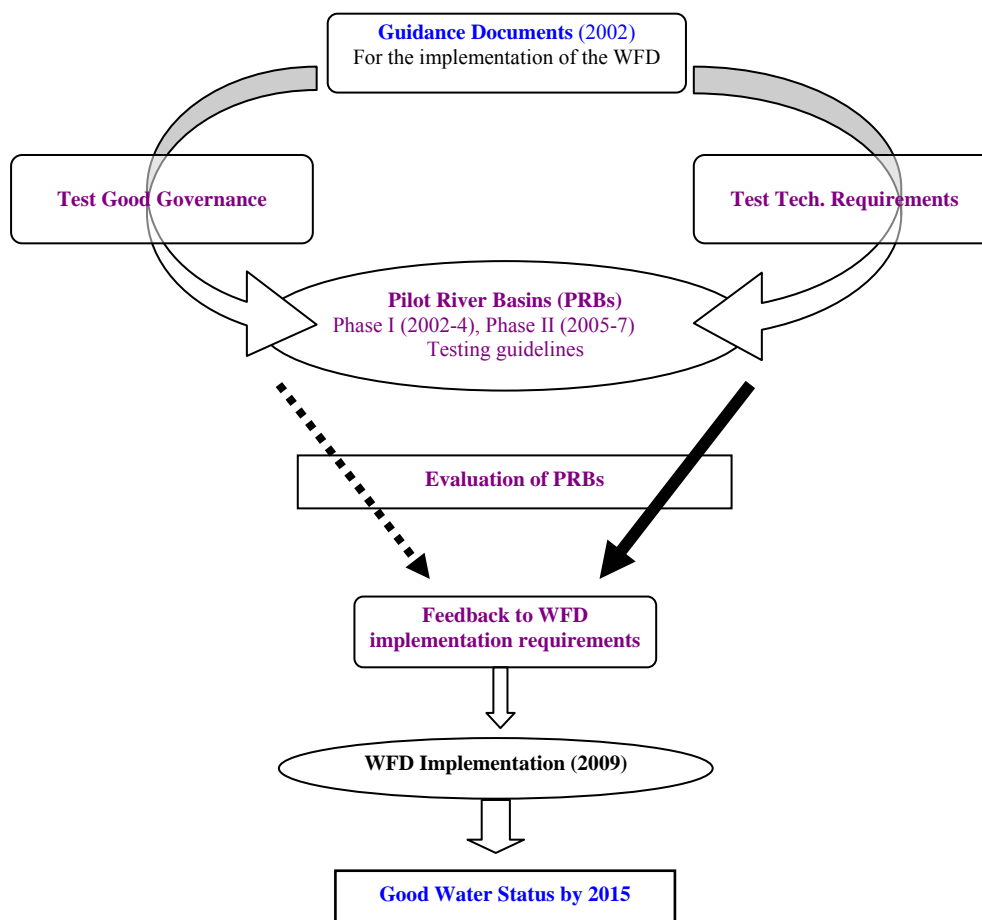 Guidance Documents (2002)
For the implementation of the WFD
Test Good Governance
Test Tech. Requirements
Pilot River Basins (PRBs)
Phase I (2002-4), Phase II (2005-7)
Testing guidelines
Evaluation of PRBs
Feedback to WFD
implementation requirements
WFD Implementation (2009)
Good Water Status by 2015